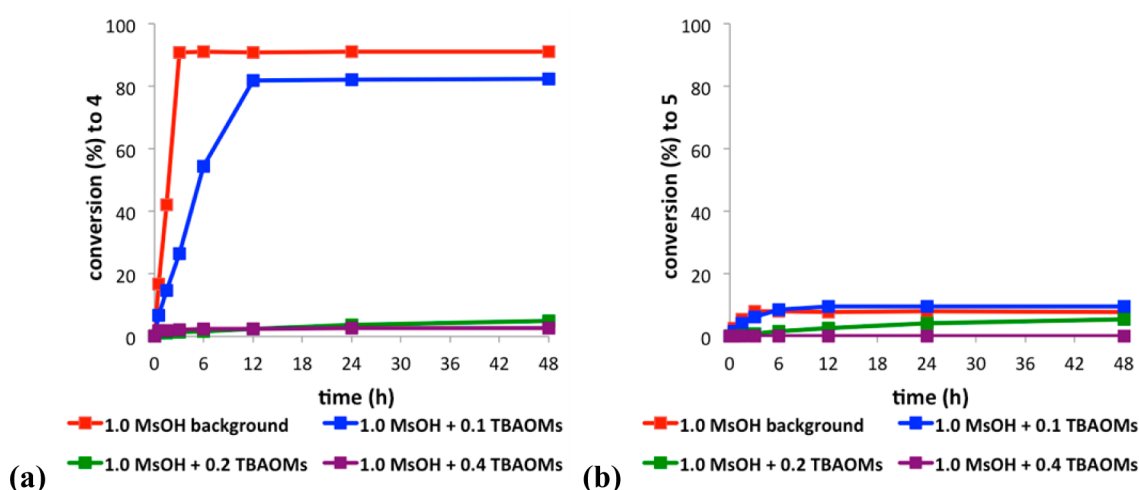 100
80
60
40
20
0
conversion (%) to 4
0 6 12 18 24 30 36 42 48
time (h)
1.0 MsOH background
1.0 MsOH + 0.1 TBAOMs
1.0 MsOH + 0.2 TBAOMs
1.0 MsOH + 0.4 TBAOMs
(a)
100
80
60
40
20
0
conversion (%) to 5
0 6 12 18 24 30 36 42 48
time (h)
1.0 MsOH background
1.0 MsOH + 0.1 TBAOMs
1.0 MsOH + 0.2 TBAOMs
1.0 MsOH + 0.4 TBAOMs
(b)